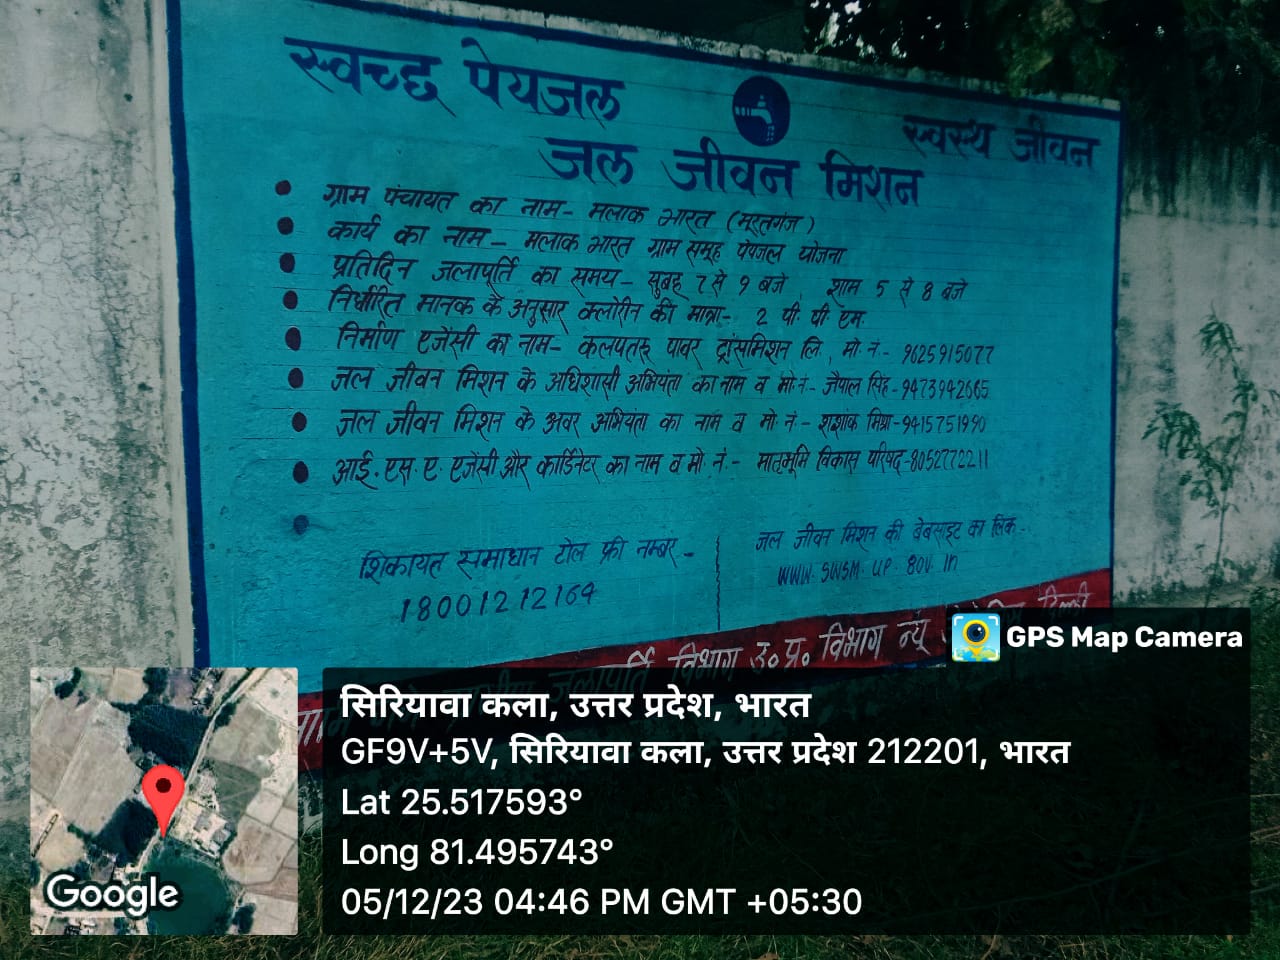 स्वच्छ पेयजल
स्वस्थ जीवन
जल जीवन मिशन
ग्राम पंचायत का नाम- मलाक भारत (मूरतगंज)
कार्य का नाम- मलाक भारत ग्राम समूह पेयजल योजना
प्रतिदिन जलापूर्ति का समय- सुबह 7 से 9 बजे शाम 5 से 8 बजे
निर्धारित मानक के अनुसार क्लोरीन की मात्रा- 2 पी.पी.एम.
निर्माण एजेंसी का नाम- कलपतरू पावर ट्रांसमिशन लि., मो.नं- 9625915077
जल जीवन मिशन के अधिशासी अभियंता का नाम व मो.नं- जैपाल सिंह-9473942665
जल जीवन मिशन के अवर अभियंता का नाम व मो.नं- शशांक मिश्रा-9415751990
आई.एस.ए. एजेंसी और कार्डिनेटर का नाम व मो.नं- मातृभूमि विकास परिषद-8052772211
शिकायत समाधान टोल फ्री नम्बर-
18001212164
जल जीवन मिशन की बेबसाइट का लिंक-
WWW.SWSM.UP.GOV.IN
जलापूर्ति विभाग उ०प्र० विभाग न्यू दिल्ली
GPS Map Camera
सिरियावा कला, उत्तर प्रदेश, भारत
GF9V+5V, सिरियावा कला, उत्तर प्रदेश 212201, भारत
Lat 25.517593°
Long 81.495743°
05/12/23 04:46 PM GMT +05:30
Google